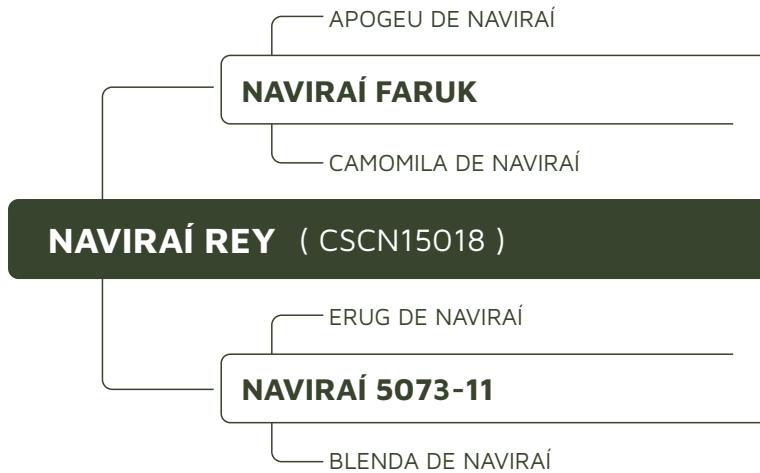 APOGEU DE NAVIRAÍ
NAVIRAÍ FARUK
CAMOMILA DE NAVIRAÍ
NAVIRAÍ REY ( CSCN15018 )
ERUG DE NAVIRAÍ
NAVIRAÍ 5073-11
BLENDA DE NAVIRAÍ